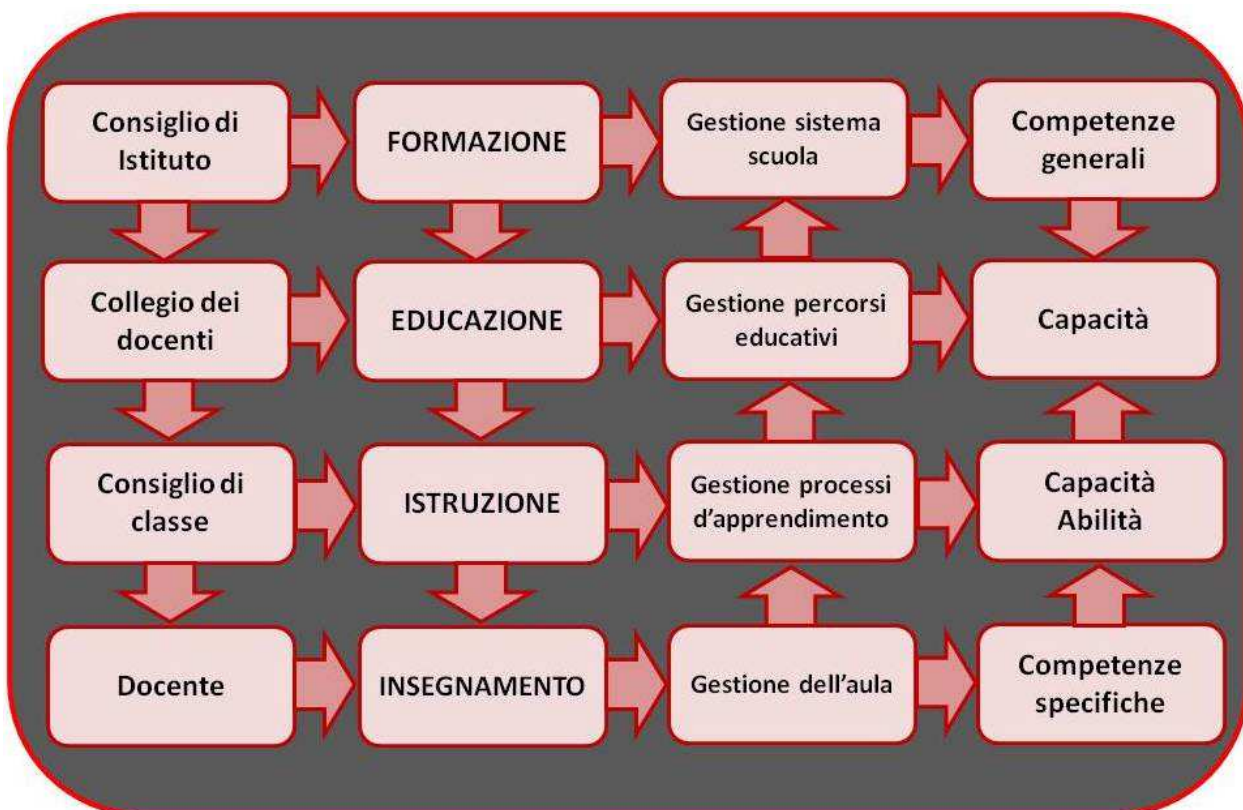 Consiglio di
Istituto
FORMAZIONE
Gestione sistema
scuola
Competenze
generali
Collegio dei
docenti
EDUCAZIONE
Gestione percorsi
educativi
Capacità
Consiglio di
classe
ISTRUZIONE
Gestione processi
d’apprendimento
Capacità
Abilità
Docente
INSEGNAMENTO
Gestione dell’aula
Competenze
specifiche